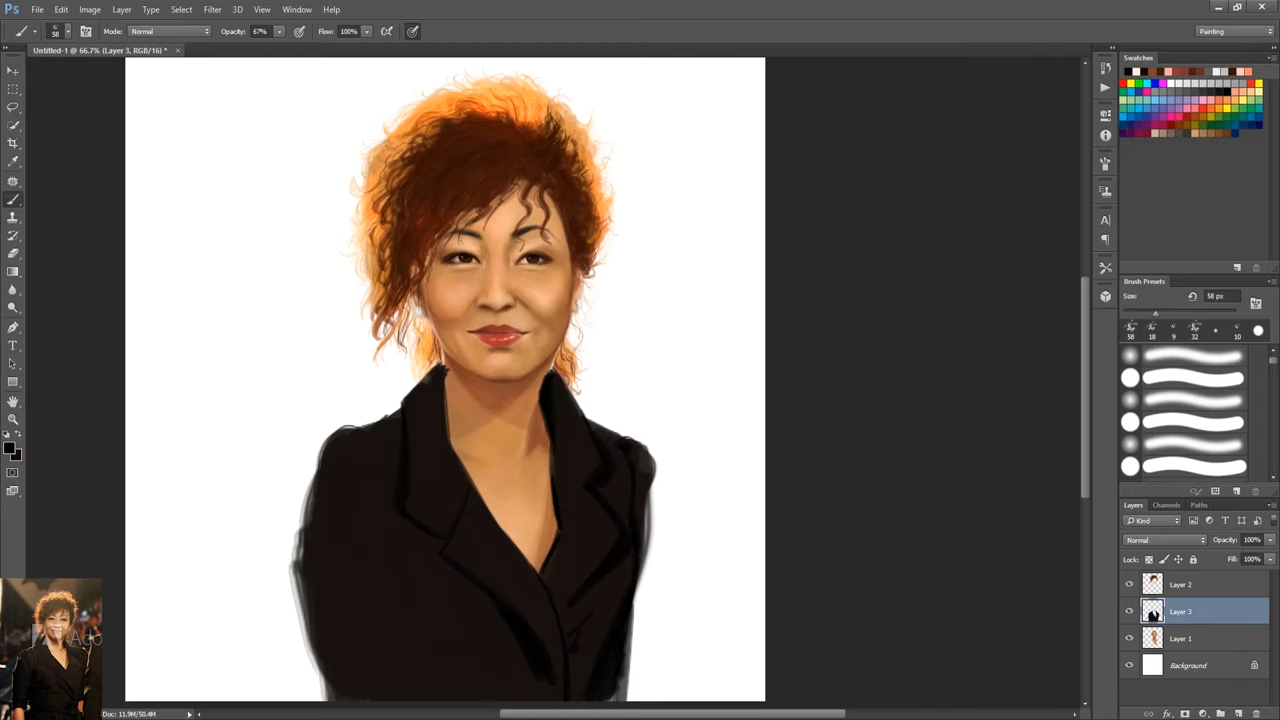 Ps File Edit Image Layer Type Select Filter 3D View Window Help
58 Mode: Normal Opacity: 67% Flow: 100% Painting
Untitled-1 @ 66.7% (Layer 3, RGB/16) * ×
Swatches
Brush Presets
Size: 58 px
58 18 9 32 10
Layers Channels Paths
Kind
Normal Opacity: 100%
Lock: Fill: 100%
Layer 2
Layer 3
Layer 1
Background
66.7% Doc: 11.9M/50.4M